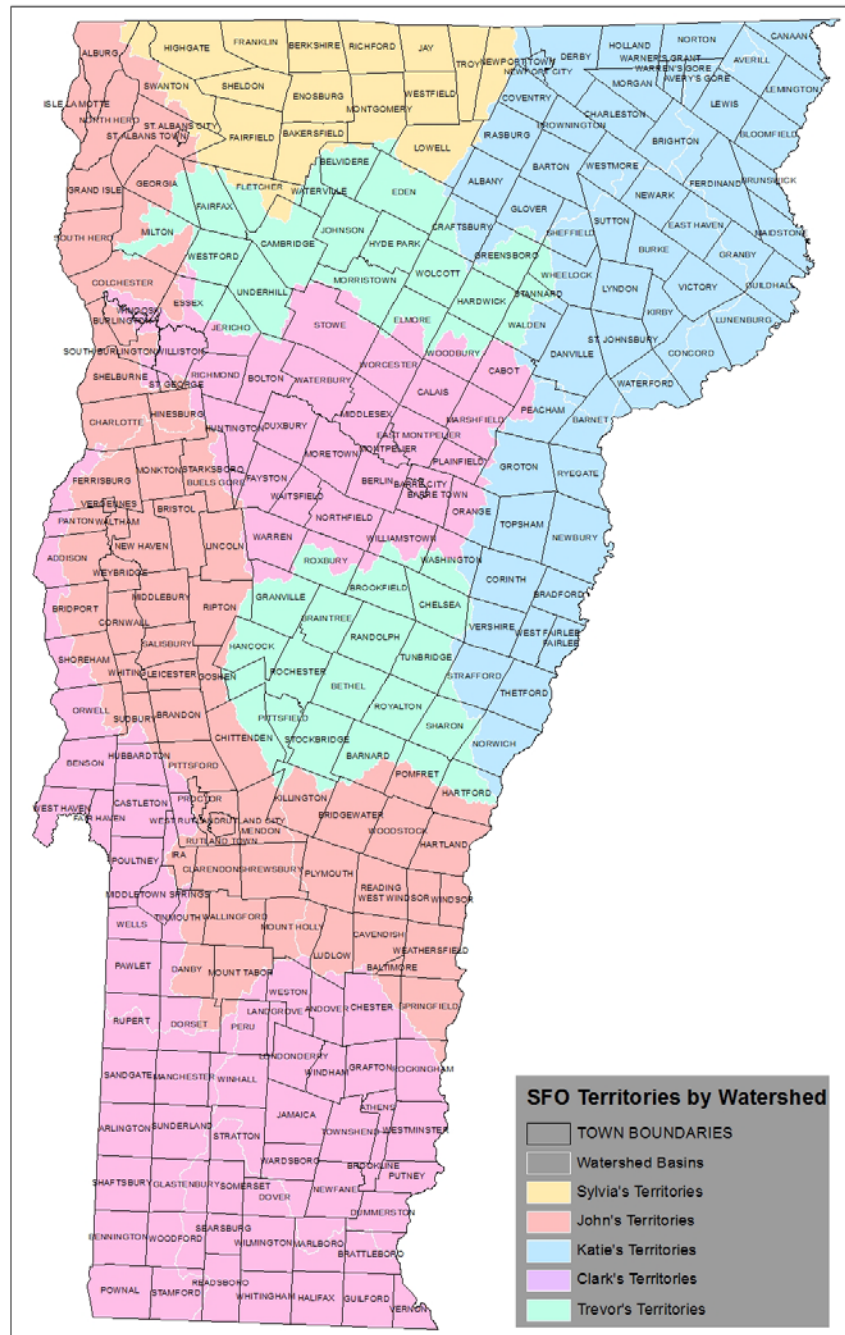 ALBURG
HIGHGATE
FRANKLIN
BERKSHIRE
RICHFORD
JAY
TROY
NEWPORT TOWN
NEWPORT CITY
DERBY
HOLLAND
NORTON
CANAAN
WARNER'S GRANT
WARREN'S GORE
AVERY'S GORE
AVERILL
MORGAN
LEWIS
LEMINGTON
SWANTON
SHELDON
ENOSBURG
MONTGOMERY
WESTFIELD
COVENTRY
CHARLESTON
BROWNINGTON
BLOOMFIELD
ISLE LA MOTTE
NORTH HERO
ST. ALBANS CITY
ST. ALBANS TOWN
FAIRFIELD
BAKERSFIELD
LOWELL
IRASBURG
BRIGHTON
BARTON
WESTMORE
FERDINAND
BRUNSWICK
GRAND ISLE
GEORGIA
FLETCHER
WATERVILLE
BELVIDERE
EDEN
ALBANY
GLOVER
NEWARK
EAST HAVEN
MAIDSTONE
FAIRFAX
SOUTH HERO
MILTON
WESTFORD
CAMBRIDGE
JOHNSON
HYDE PARK
CRAFTSBURY
SHEFFIELD
SUTTON
BURKE
GRANBY
GREENSBORO
WHEELOCK
WOLCOTT
MORRISTOWN
UNDERHILL
COLCHESTER
HARDWICK
STANNARD
LYNDON
VICTORY
GUILDHALL
ESSEX
WINOOSKI
BURLINGTON
JERICHO
STOWE
ELMORE
WALDEN
KIRBY
LUNENBURG
SOUTH BURLINGTON
WILLISTON
WOODBURY
CABOT
DANVILLE
ST. JOHNSBURY
CONCORD
SHELBURNE
ST. GEORGE
RICHMOND
BOLTON
WATERBURY
WORCESTER
CALAIS
WATERFORD
CHARLOTTE
HINESBURG
HUNTINGTON
DUXBURY
MIDDLESEX
MARSHFIELD
PEACHAM
BARNET
EAST MONTPELIER
MONTPELIER
MORETOWN
PLAINFIELD
GROTON
RYEGATE
FERRISBURG
MONKTON
STARKSBORO
BUELS GORE
FAYSTON
WAITSFIELD
BERLIN
BARRE CITY
BARRE TOWN
ORANGE
TOPSHAM
NEWBURY
VERGENNES
PANTON
WALTHAM
BRISTOL
NORTHFIELD
ADDISON
NEW HAVEN
LINCOLN
WARREN
WILLIAMSTOWN
WASHINGTON
ROXBURY
CORINTH
BRADFORD
WEYBRIDGE
BRIDPORT
MIDDLEBURY
RIPTON
GRANVILLE
BROOKFIELD
CHELSEA
CORNWALL
BRAINTREE
RANDOLPH
VERSHIRE
WEST FAIRLEE
FAIRLEE
SALISBURY
HANCOCK
TUNBRIDGE
SHOREHAM
WHITING
LEICESTER
GOSHEN
ROCHESTER
BETHEL
STRAFFORD
THETFORD
ORWELL
SUDBURY
BRANDON
PITTSFIELD
ROYALTON
SHARON
CHITTENDEN
STOCKBRIDGE
BARNARD
NORWICH
HUBBARDTON
BENSON
PITTSFORD
POMFRET
HARTFORD
WEST HAVEN
FAIR HAVEN
CASTLETON
PROCTOR
KILLINGTON
BRIDGEWATER
WEST RUTLAND
RUTLAND CITY
MENDON
WOODSTOCK
RUTLAND TOWN
HARTLAND
POULTNEY
IRA
CLARENDON
SHREWSBURY
PLYMOUTH
READING
WEST WINDSOR
WINDSOR
MIDDLETOWN SPRINGS
TINMOUTH
WALLINGFORD
MOUNT HOLLY
WELLS
CAVENDISH
WEATHERSFIELD
LUDLOW
BALTIMORE
PAWLET
DANBY
MOUNT TABOR
WESTON
CHESTER
SPRINGFIELD
LANDGROVE
ANDOVER
RUPERT
DORSET
PERU
LONDONDERRY
WINDHAM
GRAFTON
ROCKINGHAM
SANDGATE
MANCHESTER
WINHALL
JAMAICA
ATHENS
ARLINGTON
SUNDERLAND
STRATTON
TOWNSHEND
WESTMINSTER
WARDSBORO
BROOKLINE
PUTNEY
SHAFTSBURY
GLASTENBURY
SOMERSET
DOVER
NEWFANE
DUMMERSTON
BENNINGTON
WOODFORD
SEARSBURG
WILMINGTON
MARLBORO
BRATTLEBORO
POWNAL
STAMFORD
READSBORO
WHITINGHAM
HALIFAX
GUILFORD
VERNON
SFO Territories by Watershed
TOWN BOUNDARIES
Watershed Basins
Sylvia's Territories
John's Territories
Katie's Territories
Clark's Territories
Trevor's Territories